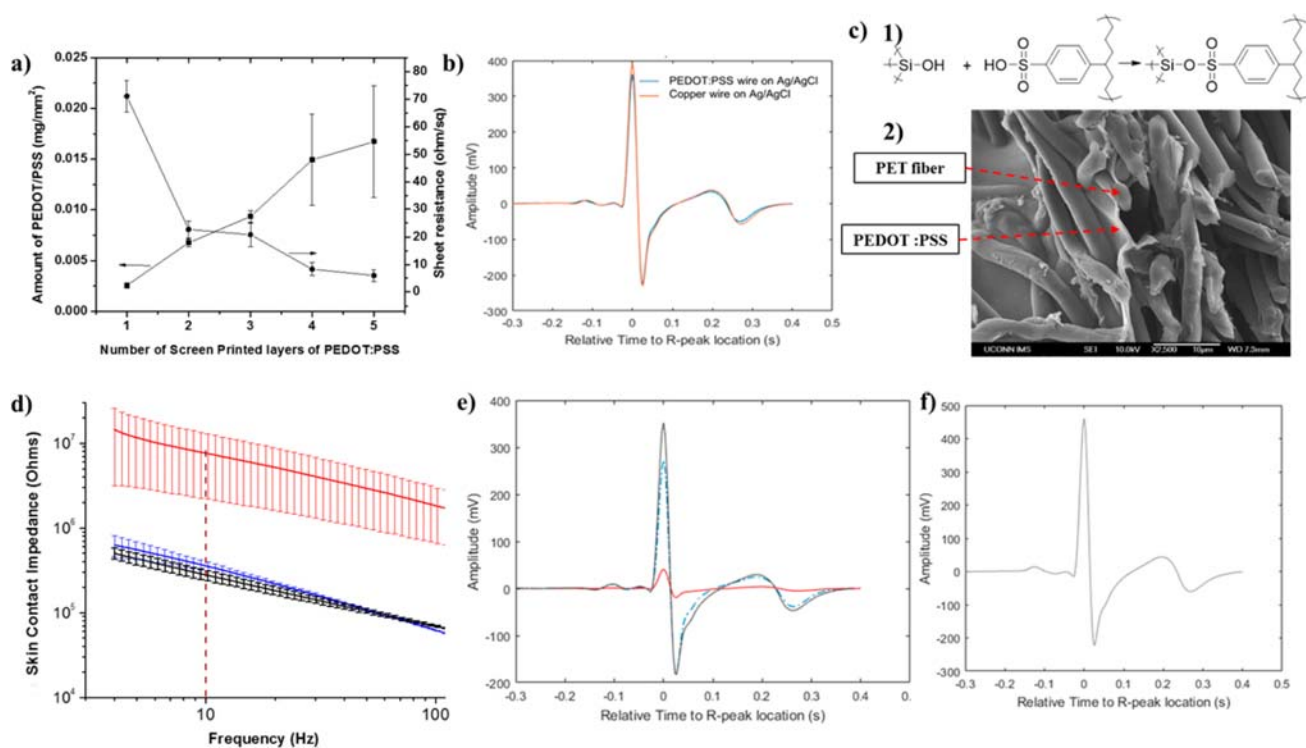 a)
Amount of PEDOT/PSS (mg/mm²)
0.025
0.020
0.015
0.010
0.005
0.000
80
70
60
50
40
30
20
10
0
Sheet resistance (ohm/sq)
1 2 3 4 5
Number of Screen Printed layers of PEDOT:PSS
b)
Amplitude (mV)
400
300
200
100
0
-100
-200
-300
PEDOT:PSS wire on Ag/AgCl
Copper wire on Ag/AgCl
-0.3 -0.2 -0.1 0 0.1 0.2 0.3 0.4 0.5
Relative Time to R-peak location (s)
c) 1)
Si-OH + HO S O O Si O S O O
2)
PET fiber
PEDOT :PSS
UCONN IMS SEI 10.0kV X2,500 10µm WD 7.3mm
d)
Skin Contact Impedance (Ohms)
10⁷
10⁶
10⁵
10⁴
10 100
Frequency (Hz)
e)
Amplitude (mV)
400
300
200
100
0
-100
-200
-0.3 -0.2 -0.1 0 0.1 0.2 0.3 0.4 0.
Relative Time to R-peak location (s)
f)
Amplitude (mV)
500
400
300
200
100
0
-100
-200
-300
-0.3 -0.2 -0.1 0 0.1 0.2 0.3 0.4 0.5
Relative Time to R-peak location (s)